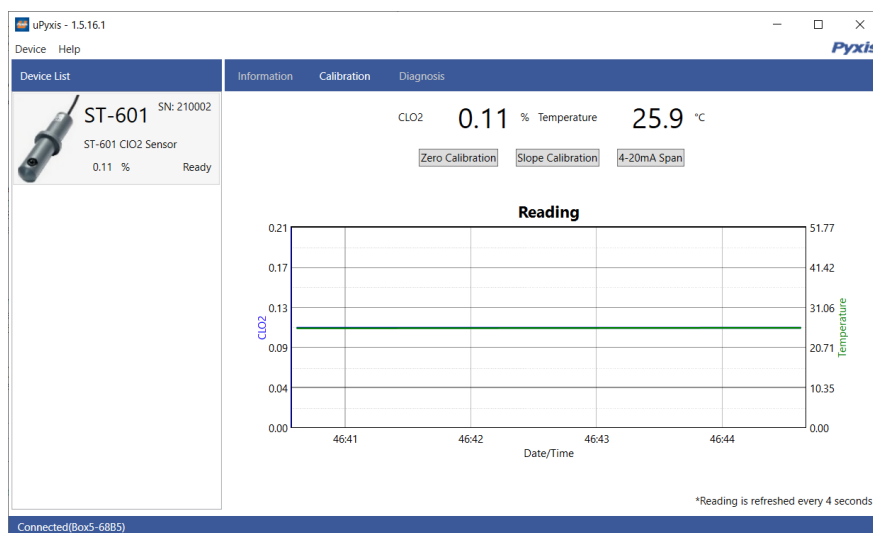 uPyxis - 1.5.16.1
Device Help
Pyxis
Device List
Information Calibration Diagnosis
ST-601 SN: 210002
ST-601 ClO2 Sensor
0.11 % Ready
CLO2 0.11 % Temperature 25.9 °C
Zero Calibration Slope Calibration 4-20mA Span
Reading
0.21 51.77
0.17 41.42
0.13 31.06
0.09 20.71
0.04 10.35
0.00 0.00
CLO2
Temperature
46:41 46:42 46:43 46:44
Date/Time
*Reading is refreshed every 4 seconds
Connected(Box5-68B5)